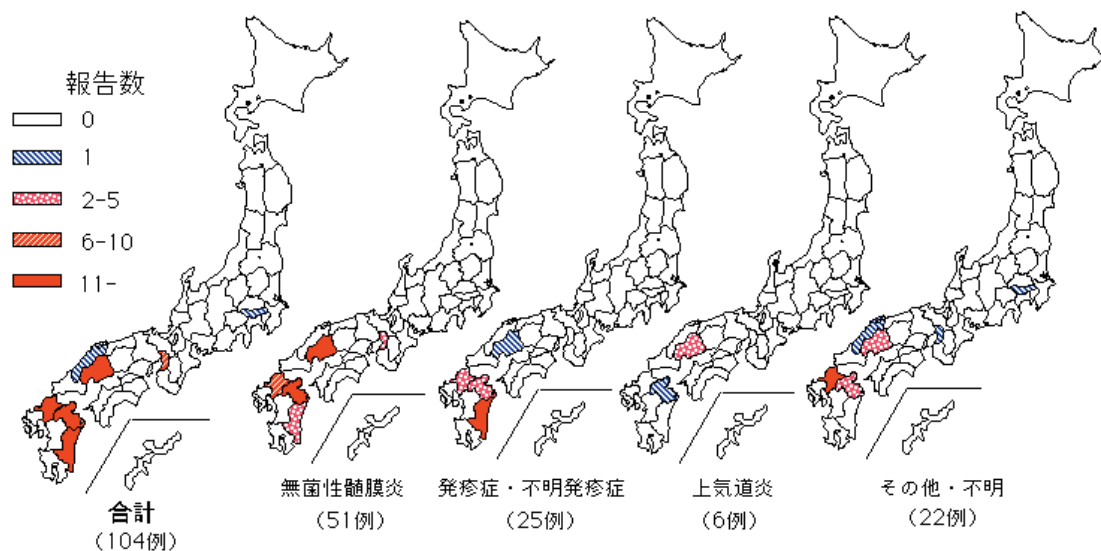 報告数
0
1
2-5
6-10
11-
合計
(104例)
無菌性髄膜炎
(51例)
発疹症・不明発疹症
(25例)
上気道炎
(6例)
その他・不明
(22例)